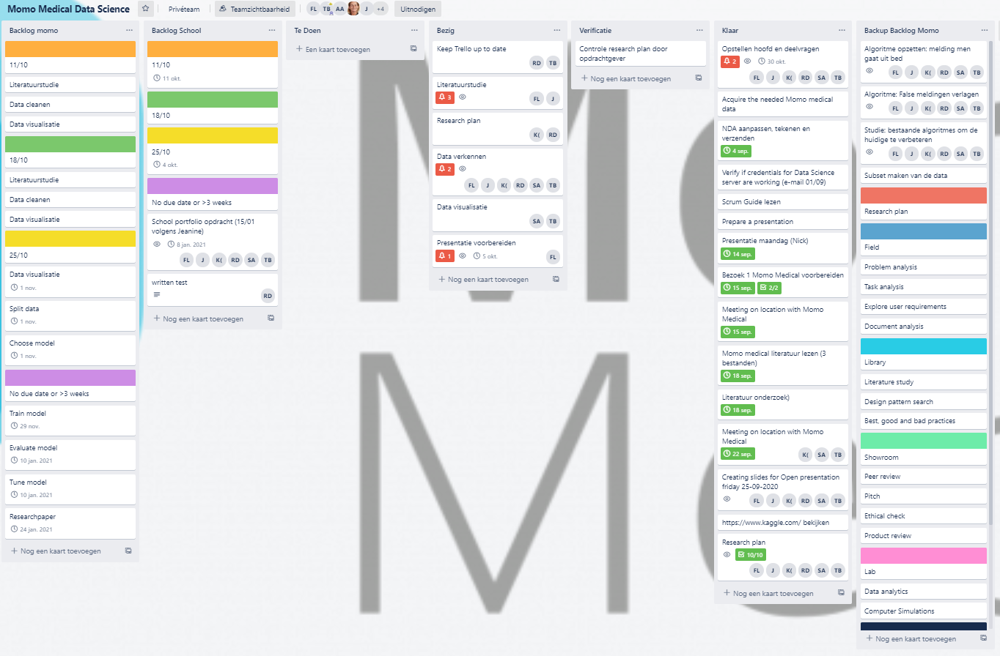 Momo Medical Data Science
Privéteam
Teamzichtbaarheid
FL TB AA J +4
Uitnodigen
Backlog momo
11/10
Literatuurstudie
Data cleanen
Data visualisatie
18/10
Literatuurstudie
Data cleanen
Data visualisatie
25/10
Data visualisatie
1 nov.
Split data
1 nov.
Choose model
1 nov.
No due date or >3 weeks
Train model
29 nov.
Evaluate model
10 jan. 2021
Tune model
10 jan. 2021
Researchpaper
24 jan. 2021
+ Nog een kaart toevoegen
Backlog School
11/10
11 okt.
18/10
25/10
4 okt.
No due date or >3 weeks
School portfolio opdracht (15/01
volgens Jeanine)
8 jan. 2021
FL J K( RD SA TB
written test
RD
+ Nog een kaart toevoegen
Te Doen
+ Een kaart toevoegen
Bezig
Keep Trello up to date
RD TB
Literatuurstudie
3 FL J
Research plan
K( RD
Data verkennen
2
FL J K( RD SA TB
Data visualisatie
SA TB
Presentatie voorbereiden
1 5 okt. FL
+ Nog een kaart toevoegen
Verificatie
Controle research plan door
opdrachtgever
+ Nog een kaart toevoegen
Klaar
Opstellen hoofd en deelvragen
2 30 okt.
FL J K( RD SA TB
Acquire the needed Momo medical
data
NDA aanpassen, tekenen en
verzenden
4 sep.
Verify if credentials for Data Science
server are working (e-mail 01/09)
Scrum Guide lezen
Prepare a presentation
Presentatie maandag (Nick)
14 sep.
Bezoek 1 Momo Medical voorbereiden
15 sep. 2/2
Meeting on location with Momo
Medical
15 sep.
Momo medical literatuur lezen (3
bestanden)
18 sep.
Literatuur onderzoek)
18 sep.
Meeting on location with Momo
Medical
22 sep. K( SA TB
Creating slides for Open presentation
friday 25-09-2020
FL J K( RD SA TB
https://www.kaggle.com/ bekijken
Research plan
10/10
FL J K( RD SA TB
+ Nog een kaart toevoegen
Backup Backlog Momo
Algoritme opzetten: melding men
gaat uit bed
FL J K( RD SA TB
Algoritme: False meldingen verlagen
FL J K( RD SA TB
Studie: bestaande algoritmes om de
huidige te verbeteren
FL J K( RD SA TB
Subset maken van de data
Research plan
Field
Problem analysis
Task analysis
Explore user requirements
Document analysis
Library
Literature study
Design pattern search
Best, good and bad practices
Showroom
Peer review
Pitch
Ethical check
Product review
Lab
Data analytics
Computer Simulations
+ Nog een kaart toevoegen